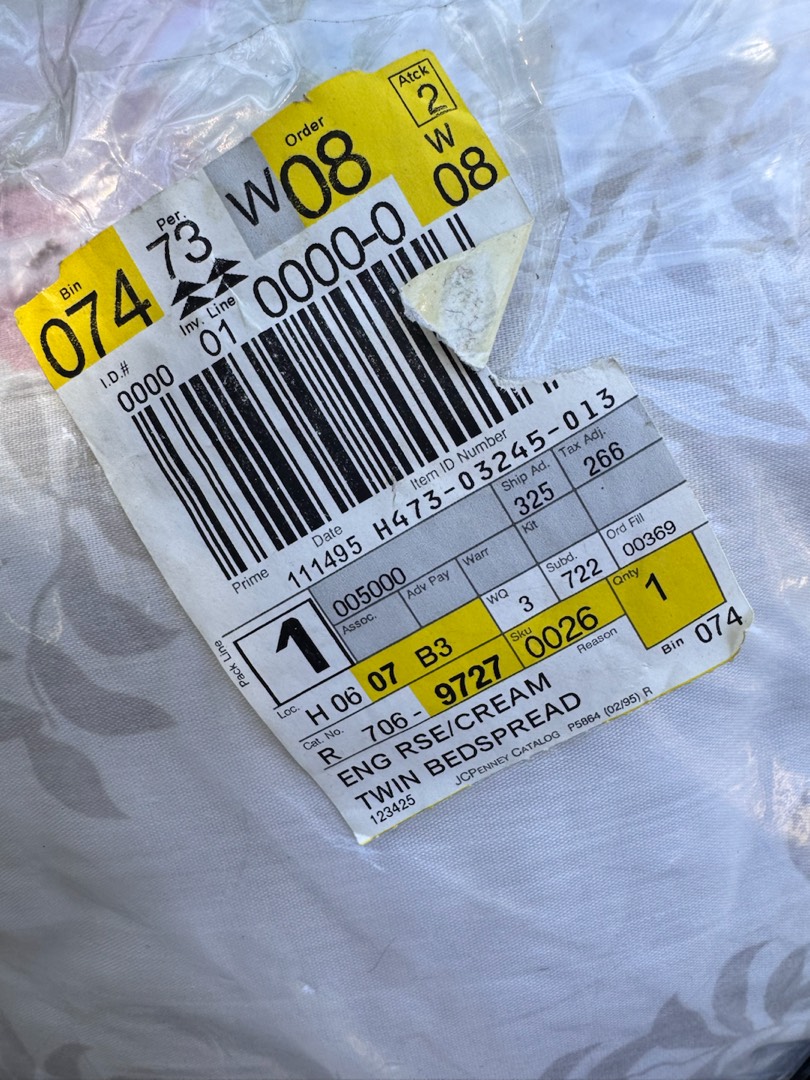 Atck
2
Order
W08
W
08
Per.
73
Bin
074
Inv. Line
01
0000-0
I.D.#
0000
Item ID Number
H473-03245-013
Date
111495
Prime
005000
Ship Ad.
325
Tax Adj.
266
Assoc.
Adv Pay
Warr
Kit
Pack Line
1
WQ
3
Subd.
722
Ord Fill
00369
Loc.
H 06 07 B3
Sku
0026
Qnty
1
Cat. No.
R 706-9727
Reason
Bin 074
ENG RSE/CREAM
TWIN BEDSPREAD
123425
JCPENNEY CATALOG P5864 (02/95) R